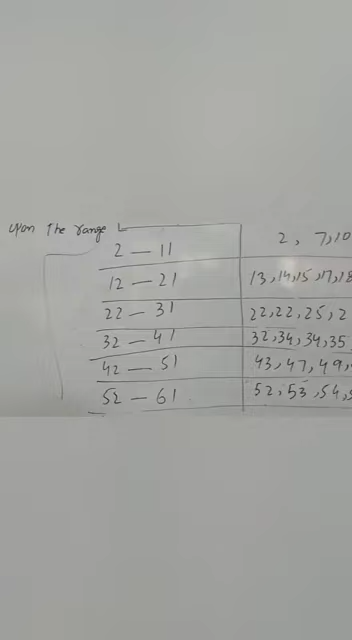 upon The range
2 — 11 2, 7, 10
12 — 21 13, 14, 15, 17, 18
22 — 31 22, 22, 25, 2
32 — 41 32, 34, 34, 35
42 — 51 43, 47, 49,
52 — 61 52, 53, 54,